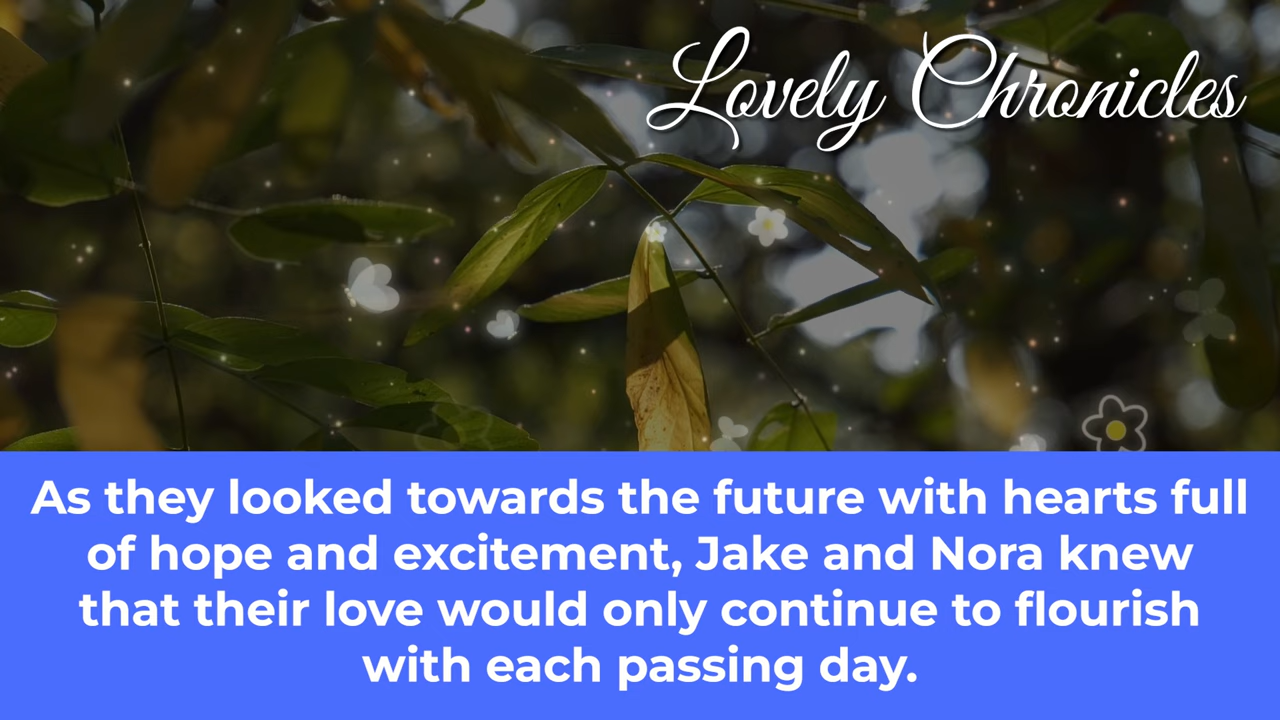 Lovely Chronicles
As they looked towards the future with hearts full
of hope and excitement, Jake and Nora knew
that their love would only continue to flourish
with each passing day.